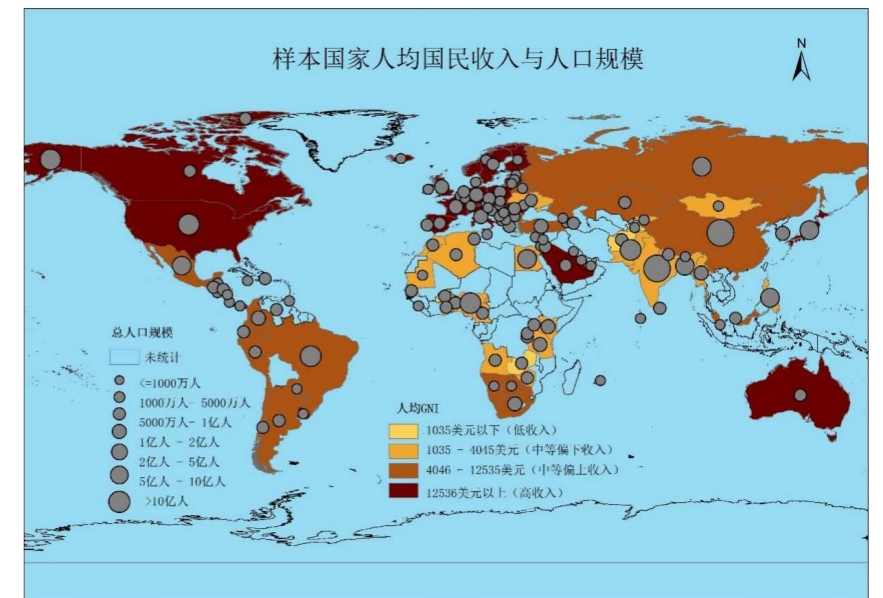 样本国家人均国民收入与人口规模
N
总人口规模
未统计
<=1000万人
1000万人- 5000万人
5000万人- 1亿人
1亿人 - 2亿人
2亿人 - 5亿人
5亿人 - 10亿人
>10亿人
人均GNI
1035美元以下（低收入）
1035 - 4045美元（中等偏下收入）
4046 - 12535美元（中等偏上收入）
12536美元以上（高收入）